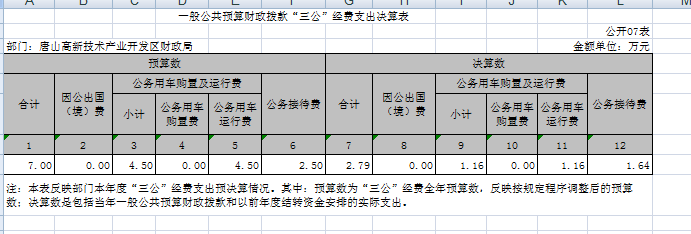 一般公共预算财政拨款“三公”经费支出决算表
公开07表
部门：唐山高新技术产业开发区财政局 金额单位：万元
预算数 决算数
合计 因公出国（境）费 公务用车购置及运行费 公务接待费 合计 因公出国（境）费 公务用车购置及运行费 公务接待费
小计 公务用车购置费 公务用车运行费 小计 公务用车购置费 公务用车运行费
1 2 3 4 5 6 7 8 9 10 11 12
7.00 0.00 4.50 0.00 4.50 2.50 2.79 0.00 1.16 0.00 1.16 1.64
注：本表反映部门本年度“三公”经费支出预决算情况。其中：预算数为“三公”经费全年预算数，反映按规定程序调整后的预算
数；决算数是包括当年一般公共预算财政拨款和以前年度结转资金安排的实际支出。